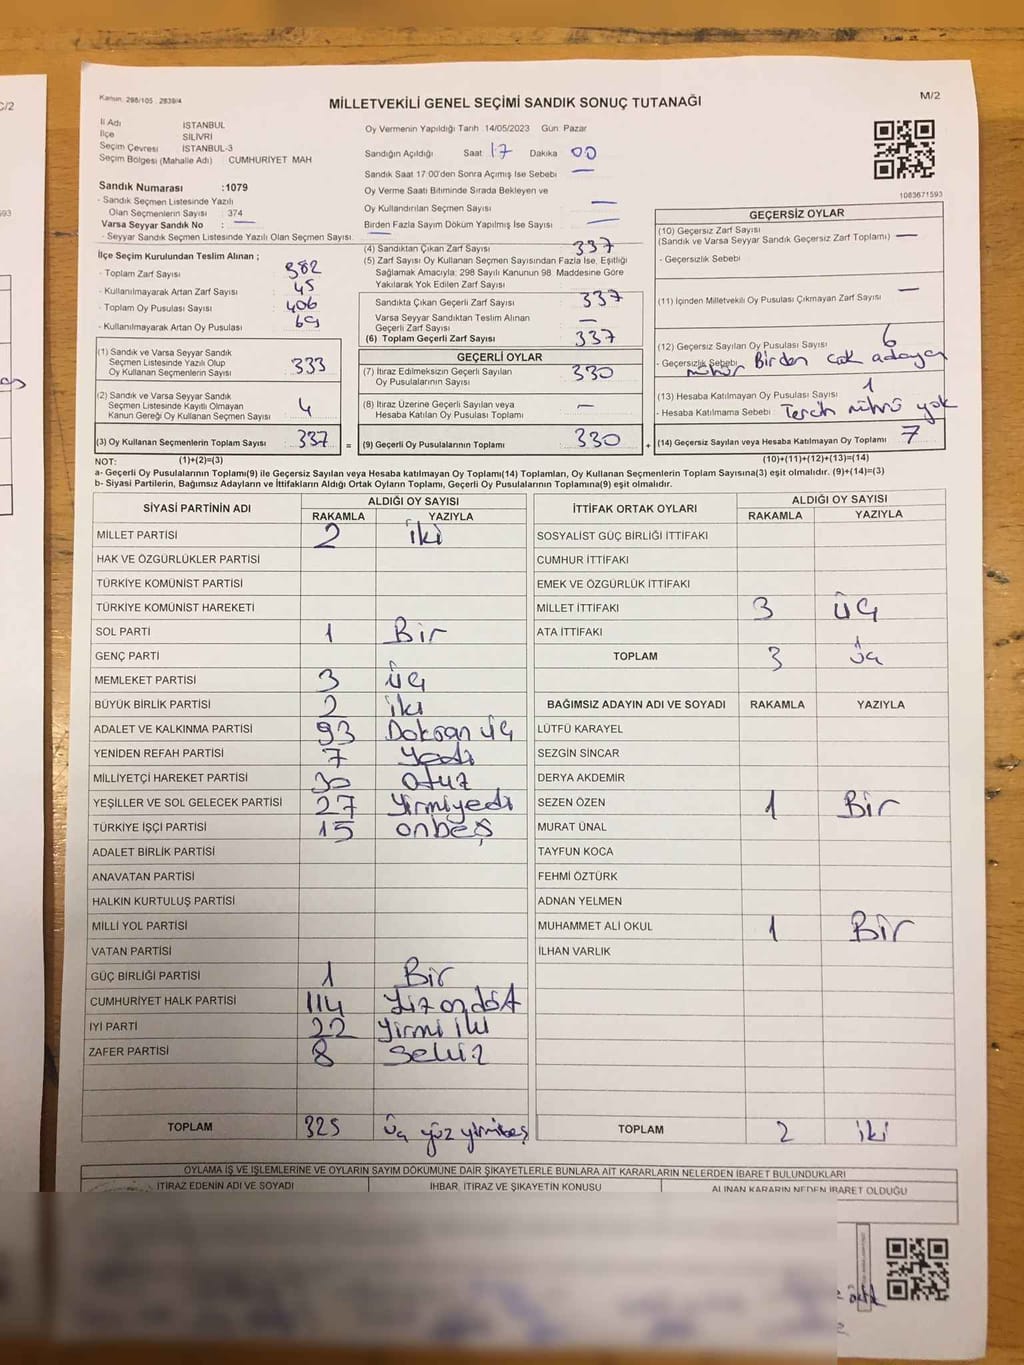 C/2
593
Kanun: 298/105 , 2839/4
MİLLETVEKİLİ GENEL SEÇİMİ SANDIK SONUÇ TUTANAĞI
M/2
İl Adı İSTANBUL
İlçe SİLİVRİ
Seçim Çevresi İSTANBUL-3
Seçim Bölgesi (Mahalle Adı) CUMHURİYET MAH
Sandık Numarası :1079
- Sandık Seçmen Listesinde Yazılı
Olan Seçmenlerin Sayısı : 374
Varsa Seyyar Sandık No : —
- Seyyar Sandık Seçmen Listesinde Yazılı Olan Seçmen Sayısı: —
Oy Vermenin Yapıldığı Tarih 14/05/2023 Gün: Pazar
Sandığın Açıldığı Saat 17 Dakika 00
Sandık Saat 17:00'den Sonra Açımış İse Sebebi —
Oy Verme Saati Bitiminde Sırada Bekleyen ve
Oy Kullandırılan Seçmen Sayısı —
Birden Fazla Sayım Döküm Yapılmış İse Sayısı —
1083671593
İlçe Seçim Kurulundan Teslim Alınan ;
- Toplam Zarf Sayısı 382
- Kullanılmayarak Artan Zarf Sayısı 45
- Toplam Oy Pusulası Sayısı 406
- Kullanılmayarak Artan Oy Pusulası 69
(4) Sandıktan Çıkan Zarf Sayısı 337
(5) Zarf Sayısı Oy Kullanan Seçmen Sayısından Fazla İse, Eşitliği
Sağlamak Amacıyla; 298 Sayılı Kanunun 98. Maddesine Göre
Yakılarak Yok Edilen Zarf Sayısı
Sandıkta Çıkan Geçerli Zarf Sayısı 337
Varsa Seyyar Sandıktan Teslim Alınan
Geçerli Zarf Sayısı —
(6) Toplam Geçerli Zarf Sayısı 337
GEÇERSİZ OYLAR
(10) Geçersiz Zarf Sayısı
(Sandık ve Varsa Seyyar Sandık Geçersiz Zarf Toplamı) —
- Geçersizlik Sebebi
(11) İçinden Milletvekili Oy Pusulası Çıkmayan Zarf Sayısı —
(12) Geçersiz Sayılan Oy Pusulası Sayısı 6
- Geçersizlik Sebebi Birden çok adaya
mühür
(13) Hesaba Katılmayan Oy Pusulası Sayısı 1
- Hesaba Katılmama Sebebi Tercih mührü yok
(14) Geçersiz Sayılan veya Hesaba Katılmayan Oy Toplamı 7
(10)+(11)+(12)+(13)=(14)
(1) Sandık ve Varsa Seyyar Sandık
Seçmen Listesinde Yazılı Olup
Oy Kullanan Seçmenlerin Sayısı 333
(2) Sandık ve Varsa Seyyar Sandık
Seçmen Listesinde Kayıtlı Olmayan
Kanun Gereği Oy Kullanan Seçmen Sayısı 4
(3) Oy Kullanan Seçmenlerin Toplam Sayısı 337 =
(1)+(2)=(3)
GEÇERLİ OYLAR
(7) İtiraz Edilmeksizin Geçerli Sayılan
Oy Pusulalarının Sayısı 330
(8) İtiraz Üzerine Geçerli Sayılan veya
Hesaba Katılan Oy Pusulası Toplamı —
(9) Geçerli Oy Pusulalarının Toplamı 330 +
NOT:
a- Geçerli Oy Pusulalarının Toplamı(9) ile Geçersiz Sayılan veya Hesaba katılmayan Oy Toplamı(14) Toplamları, Oy Kullanan Seçmenlerin Toplam Sayısına(3) eşit olmalıdır. (9)+(14)=(3)
b- Siyasi Partilerin, Bağımsız Adayların ve İttifakların Aldığı Ortak Oyların Toplamı, Geçerli Oy Pusulalarının Toplamına(9) eşit olmalıdır.
SİYASİ PARTİNİN ADI ALDIĞI OY SAYISI
RAKAMLA YAZIYLA
MİLLET PARTİSİ 2 iki
HAK VE ÖZGÜRLÜKLER PARTİSİ
TÜRKİYE KOMÜNİST PARTİSİ
TÜRKİYE KOMÜNİST HAREKETİ
SOL PARTİ 1 Bir
GENÇ PARTİ
MEMLEKET PARTİSİ 3 üç
BÜYÜK BİRLİK PARTİSİ 2 iki
ADALET VE KALKINMA PARTİSİ 93 Doksan üç
YENİDEN REFAH PARTİSİ 7 yedi
MİLLİYETÇİ HAREKET PARTİSİ 30 otuz
YEŞİLLER VE SOL GELECEK PARTİSİ 27 Yirmiyedi
TÜRKİYE İŞÇİ PARTİSİ 15 onbeş
ADALET BİRLİK PARTİSİ
ANAVATAN PARTİSİ
HALKIN KURTULUŞ PARTİSİ
MİLLİ YOL PARTİSİ
VATAN PARTİSİ
GÜÇ BİRLİĞİ PARTİSİ 1 Bir
CUMHURİYET HALK PARTİSİ 114 Yüz ondört
İYİ PARTİ 22 Yirmi iki
ZAFER PARTİSİ 8 Sekiz
TOPLAM 325 üç yüz yirmibeş
İTTİFAK ORTAK OYLARI ALDIĞI OY SAYISI
RAKAMLA YAZIYLA
SOSYALİST GÜÇ BİRLİĞİ İTTİFAKI
CUMHUR İTTİFAKI
EMEK VE ÖZGÜRLÜK İTTİFAKI
MİLLET İTTİFAKI 3 üç
ATA İTTİFAKI
TOPLAM 3 üç
BAĞIMSIZ ADAYIN ADI VE SOYADI RAKAMLA YAZIYLA
LÜTFÜ KARAYEL
SEZGİN SİNCAR
DERYA AKDEMİR
SEZEN ÖZEN 1 Bir
MURAT ÜNAL
TAYFUN KOCA
FEHMİ ÖZTÜRK
ADNAN YELMEN
MUHAMMET ALİ OKUL 1 Bir
İLHAN VARLIK
TOPLAM 2 iki
OYLAMA İŞ VE İŞLEMLERİNE VE OYLARIN SAYIM DÖKÜMÜNE DAİR ŞİKAYETLERLE BUNLARA AİT KARARLARIN NELERDEN İBARET BULUNDUKLARI
İTİRAZ EDENİN ADI VE SOYADI İHBAR, İTİRAZ VE ŞİKAYETİN KONUSU ALINAN KARARIN NEDEN İBARET OLDUĞU